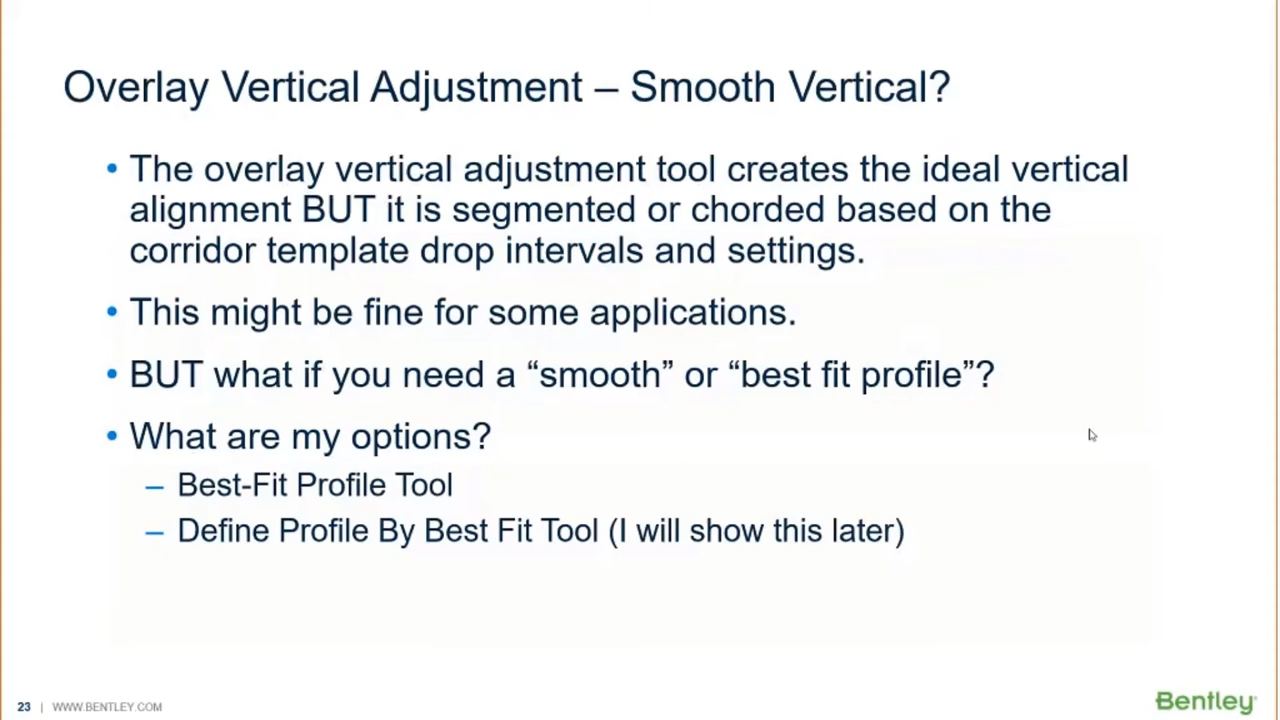 Overlay Vertical Adjustment – Smooth Vertical?
• The overlay vertical adjustment tool creates the ideal vertical
alignment BUT it is segmented or chorded based on the
corridor template drop intervals and settings.
• This might be fine for some applications.
• BUT what if you need a “smooth” or “best fit profile”?
• What are my options?
– Best-Fit Profile Tool
– Define Profile By Best Fit Tool (I will show this later)
23 | WWW.BENTLEY.COM
Bentley